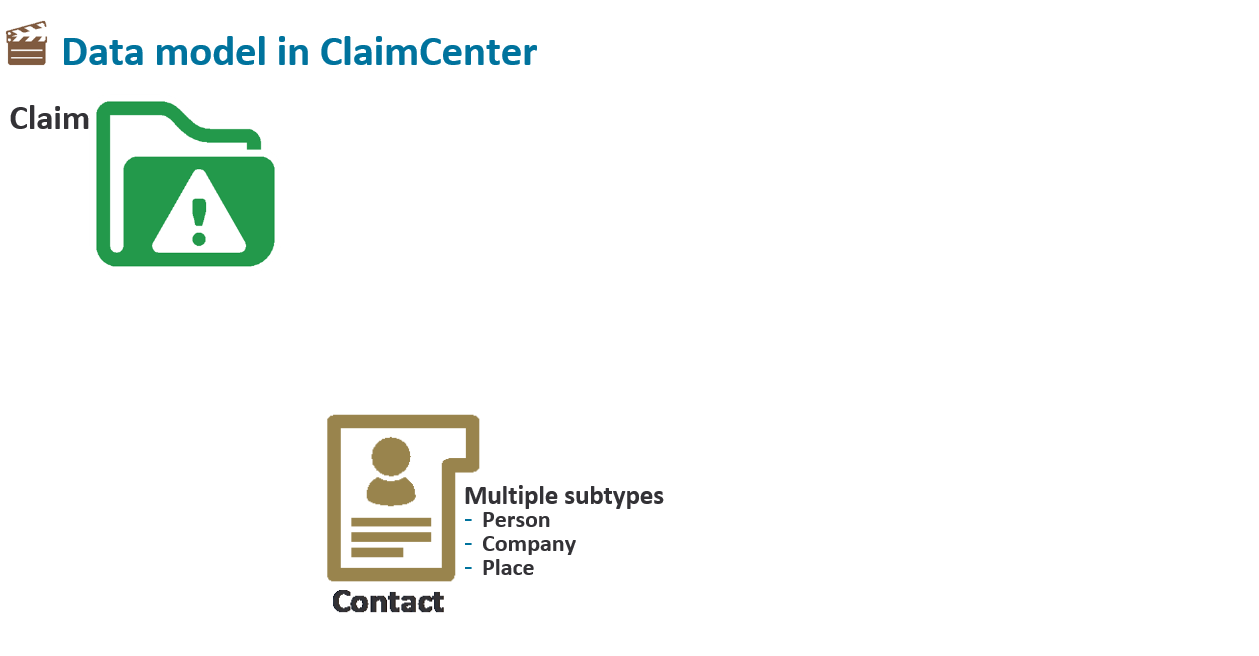 Data model in ClaimCenter
Claim
Multiple subtypes
- Person
- Company
- Place
Contact